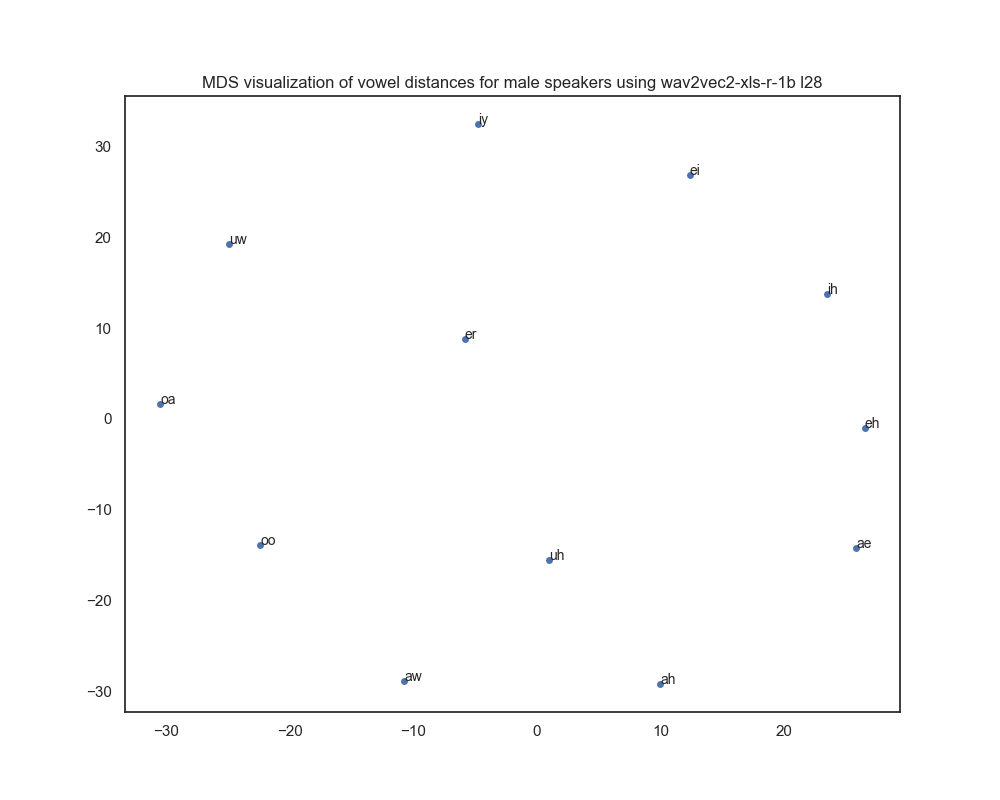 MDS visualization of vowel distances for male speakers using wav2vec2-xls-r-1b l28
iy
30
ei
20
uw
ih
10
er
0
oa
eh
−10
oo
ae
uh
−20
aw
ah
−30
−30 −20 −10 0 10 20